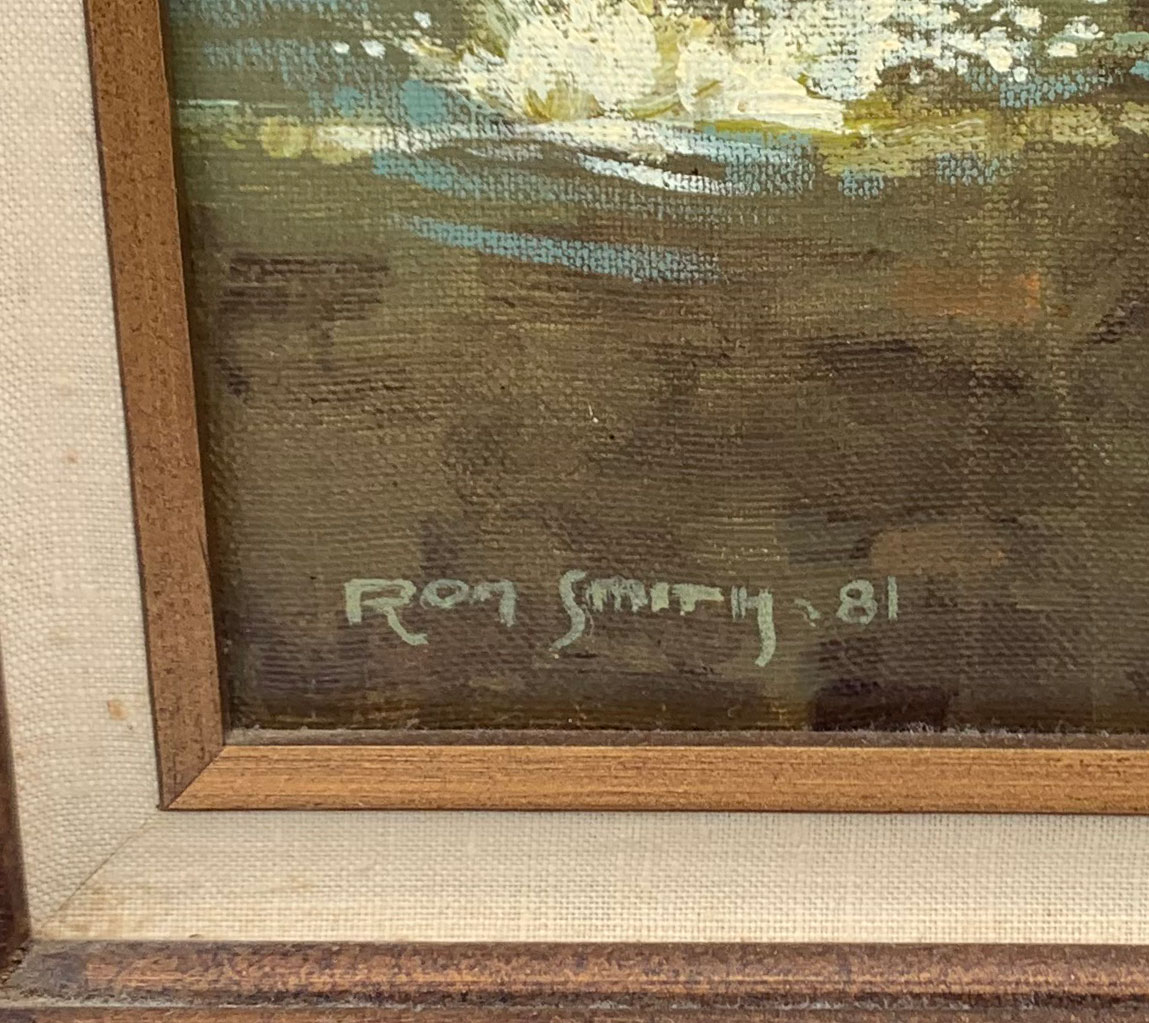 Ron Smith . 81